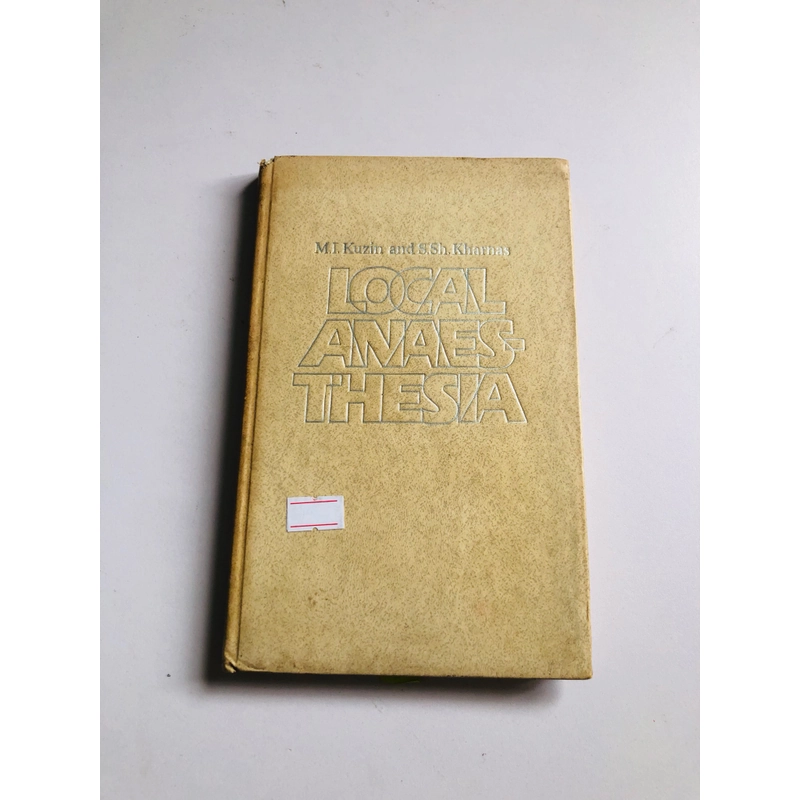 M.I. Kuzin and S.Sh. Kharnas
LOCAL
ANAES-
THESIA